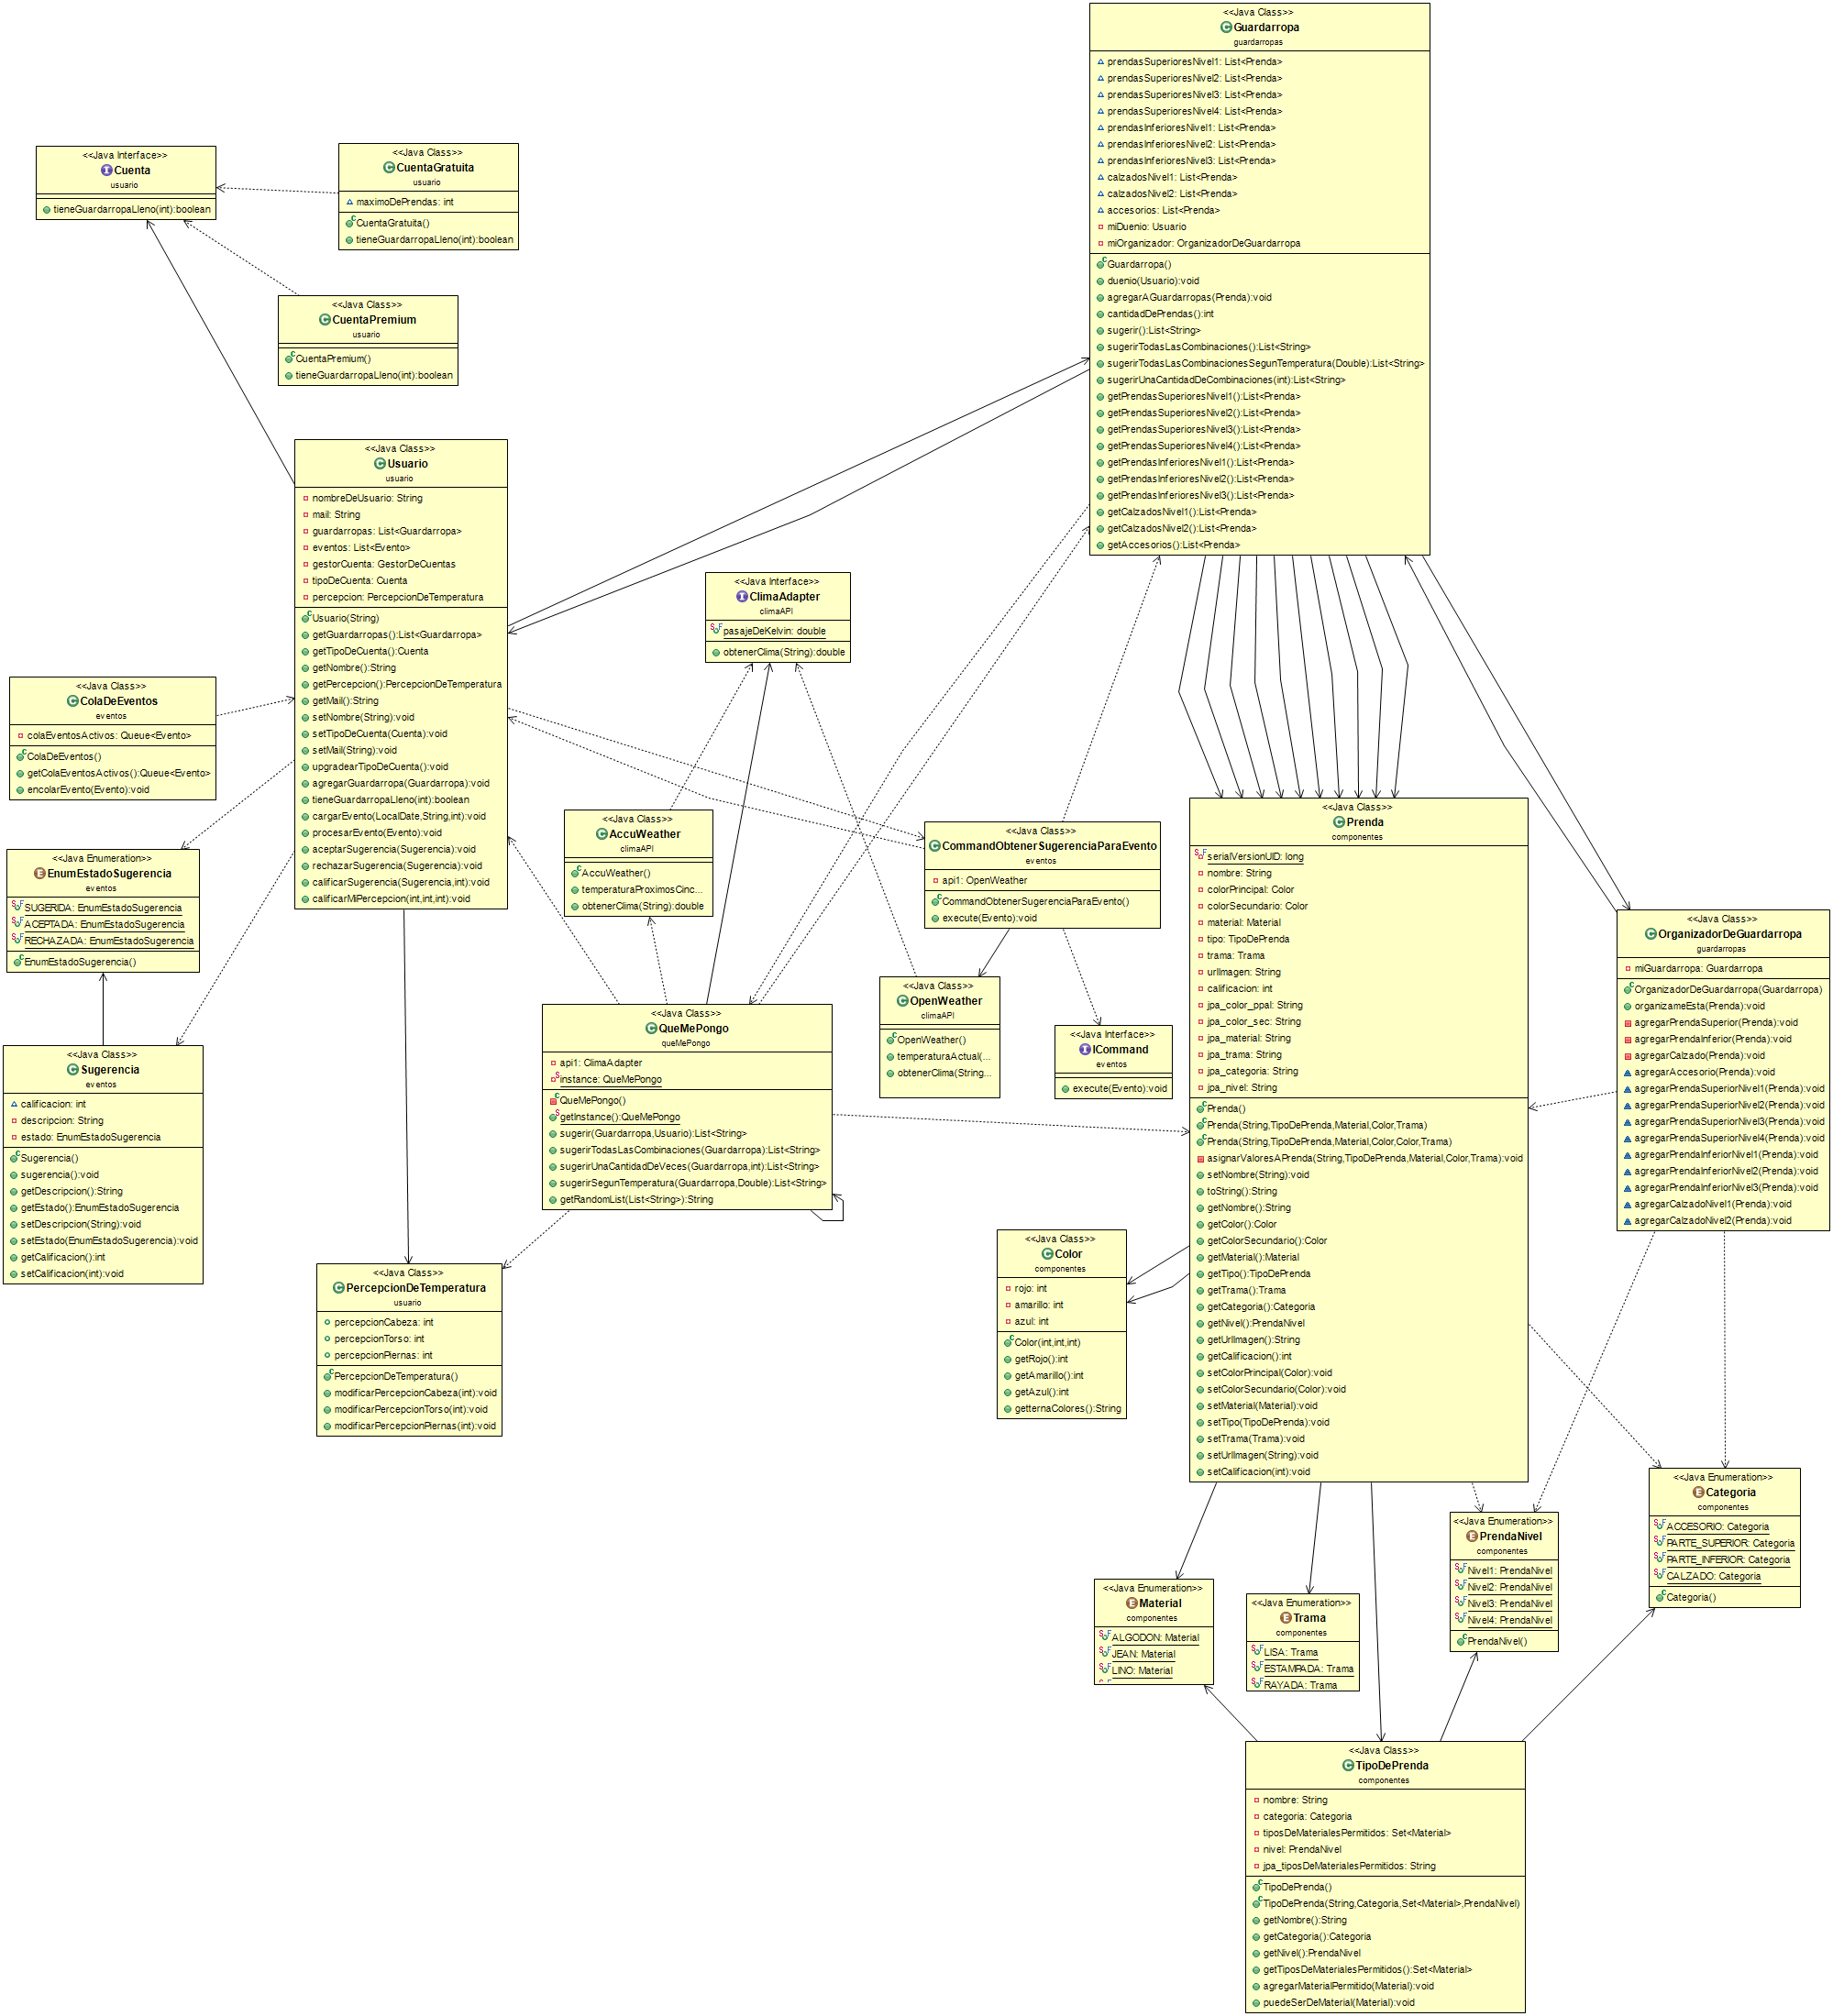 <<Java Class>>
Guardarropa
guardarropas
prendasSuperioresNivel1: List<Prenda>
prendasSuperioresNivel2: List<Prenda>
prendasSuperioresNivel3: List<Prenda>
prendasSuperioresNivel4: List<Prenda>
prendasInferioresNivel1: List<Prenda>
prendasInferioresNivel2: List<Prenda>
prendasInferioresNivel3: List<Prenda>
calzadosNivel1: List<Prenda>
calzadosNivel2: List<Prenda>
accesorios: List<Prenda>
miDuenio: Usuario
miOrganizador: OrganizadorDeGuardarropa
Guardarropa()
duenio(Usuario):void
agregarAGuardarropas(Prenda):void
cantidadDePrendas():int
sugerir():List<String>
sugerirTodasLasCombinaciones():List<String>
sugerirTodasLasCombinacionesSegunTemperatura(Double):List<String>
sugerirUnaCantidadDeCombinaciones(int):List<String>
getPrendasSuperioresNivel1():List<Prenda>
getPrendasSuperioresNivel2():List<Prenda>
getPrendasSuperioresNivel3():List<Prenda>
getPrendasSuperioresNivel4():List<Prenda>
getPrendasInferioresNivel1():List<Prenda>
getPrendasInferioresNivel2():List<Prenda>
getPrendasInferioresNivel3():List<Prenda>
getCalzadosNivel1():List<Prenda>
getCalzadosNivel2():List<Prenda>
getAccesorios():List<Prenda>
<<Java Interface>>
Cuenta
usuario
tieneGuardarropaLleno(int):boolean
<<Java Class>>
CuentaGratuita
usuario
maximoDePrendas: int
CuentaGratuita()
tieneGuardarropaLleno(int):boolean
<<Java Class>>
CuentaPremium
usuario
CuentaPremium()
tieneGuardarropaLleno(int):boolean
<<Java Class>>
Usuario
usuario
nombreDeUsuario: String
mail: String
guardarropas: List<Guardarropa>
eventos: List<Evento>
gestorCuenta: GestorDeCuentas
tipoDeCuenta: Cuenta
percepcion: PercepcionDeTemperatura
Usuario(String)
getGuardarropas():List<Guardarropa>
getTipoDeCuenta():Cuenta
getNombre():String
getPercepcion():PercepcionDeTemperatura
getMail():String
setNombre(String):void
setTipoDeCuenta(Cuenta):void
setMail(String):void
upgradearTipoDeCuenta():void
agregarGuardarropa(Guardarropa):void
tieneGuardarropaLleno(int):boolean
cargarEvento(LocalDate,String,int):void
procesarEvento(Evento):void
aceptarSugerencia(Sugerencia):void
rechazarSugerencia(Sugerencia):void
calificarSugerencia(Sugerencia,int):void
calificarMiPercepcion(int,int,int):void
<<Java Interface>>
ClimaAdapter
climaAPI
pasajeDeKelvin: double
obtenerClima(String):double
<<Java Class>>
ColaDeEventos
eventos
colaEventosActivos: Queue<Evento>
ColaDeEventos()
getColaEventosActivos():Queue<Evento>
encolarEvento(Evento):void
<<Java Class>>
AccuWeather
climaAPI
AccuWeather()
temperaturaProximosCinc...
obtenerClima(String):double
<<Java Class>>
CommandObtenerSugerenciaParaEvento
eventos
api1: OpenWeather
CommandObtenerSugerenciaParaEvento()
execute(Evento):void
<<Java Enumeration>>
EnumEstadoSugerencia
eventos
SUGERIDA: EnumEstadoSugerencia
ACEPTADA: EnumEstadoSugerencia
RECHAZADA: EnumEstadoSugerencia
EnumEstadoSugerencia()
<<Java Class>>
Prenda
componentes
serialVersionUID: long
nombre: String
colorPrincipal: Color
colorSecundario: Color
material: Material
tipo: TipoDePrenda
trama: Trama
urlImagen: String
calificacion: int
jpa_color_ppal: String
jpa_color_sec: String
jpa_material: String
jpa_trama: String
jpa_categoria: String
jpa_nivel: String
Prenda()
Prenda(String,TipoDePrenda,Material,Color,Trama)
Prenda(String,TipoDePrenda,Material,Color,Color,Trama)
asignarValoresAPrenda(String,TipoDePrenda,Material,Color,Trama):void
setNombre(String):void
toString():String
getNombre():String
getColor():Color
getColorSecundario():Color
getMaterial():Material
getTipo():TipoDePrenda
getTrama():Trama
getCategoria():Categoria
getNivel():PrendaNivel
getUrlImagen():String
getCalificacion():int
setColorPrincipal(Color):void
setColorSecundario(Color):void
setMaterial(Material):void
setTipo(TipoDePrenda):void
setTrama(Trama):void
setUrlImagen(String):void
setCalificacion(int):void
<<Java Class>>
OrganizadorDeGuardarropa
guardarropas
miGuardarropa: Guardarropa
OrganizadorDeGuardarropa(Guardarropa)
organizameEsta(Prenda):void
agregarPrendaSuperior(Prenda):void
agregarPrendaInferior(Prenda):void
agregarCalzado(Prenda):void
agregarAccesorio(Prenda):void
agregarPrendaSuperiorNivel1(Prenda):void
agregarPrendaSuperiorNivel2(Prenda):void
agregarPrendaSuperiorNivel3(Prenda):void
agregarPrendaSuperiorNivel4(Prenda):void
agregarPrendaInferiorNivel1(Prenda):void
agregarPrendaInferiorNivel2(Prenda):void
agregarPrendaInferiorNivel3(Prenda):void
agregarCalzadoNivel1(Prenda):void
agregarCalzadoNivel2(Prenda):void
<<Java Class>>
OpenWeather
climaAPI
OpenWeather()
temperaturaActual(...
obtenerClima(String...
<<Java Interface>>
ICommand
eventos
execute(Evento):void
<<Java Class>>
QueMePongo
queMePongo
api1: ClimaAdapter
instance: QueMePongo
QueMePongo()
getInstance():QueMePongo
sugerir(Guardarropa,Usuario):List<String>
sugerirTodasLasCombinaciones(Guardarropa):List<String>
sugerirUnaCantidadDeVeces(Guardarropa,int):List<String>
sugerirSegunTemperatura(Guardarropa,Double):List<String>
getRandomList(List<String>):String
<<Java Class>>
Sugerencia
eventos
calificacion: int
descripcion: String
estado: EnumEstadoSugerencia
Sugerencia()
sugerencia():void
getDescripcion():String
getEstado():EnumEstadoSugerencia
setDescripcion(String):void
setEstado(EnumEstadoSugerencia):void
getCalificacion():int
setCalificacion(int):void
<<Java Class>>
Color
componentes
rojo: int
amarillo: int
azul: int
Color(int,int,int)
getRojo():int
getAmarillo():int
getAzul():int
getternaColores():String
<<Java Class>>
PercepcionDeTemperatura
usuario
percepcionCabeza: int
percepcionTorso: int
percepcionPiernas: int
PercepcionDeTemperatura()
modificarPercepcionCabeza(int):void
modificarPercepcionTorso(int):void
modificarPercepcionPiernas(int):void
<<Java Enumeration>>
Categoria
componentes
ACCESORIO: Categoria
PARTE_SUPERIOR: Categoria
PARTE_INFERIOR: Categoria
CALZADO: Categoria
Categoria()
<<Java Enumeration>>
PrendaNivel
componentes
Nivel1: PrendaNivel
Nivel2: PrendaNivel
Nivel3: PrendaNivel
Nivel4: PrendaNivel
PrendaNivel()
<<Java Enumeration>>
Material
componentes
ALGODON: Material
JEAN: Material
LINO: Material
<<Java Enumeration>>
Trama
componentes
LISA: Trama
ESTAMPADA: Trama
RAYADA: Trama
<<Java Class>>
TipoDePrenda
componentes
nombre: String
categoria: Categoria
tiposDeMaterialesPermitidos: Set<Material>
nivel: PrendaNivel
jpa_tiposDeMaterialesPermitidos: String
TipoDePrenda()
TipoDePrenda(String,Categoria,Set<Material>,PrendaNivel)
getNombre():String
getCategoria():Categoria
getNivel():PrendaNivel
getTiposDeMaterialesPermitidos():Set<Material>
agregarMaterialPermitido(Material):void
puedeSerDeMaterial(Material):void